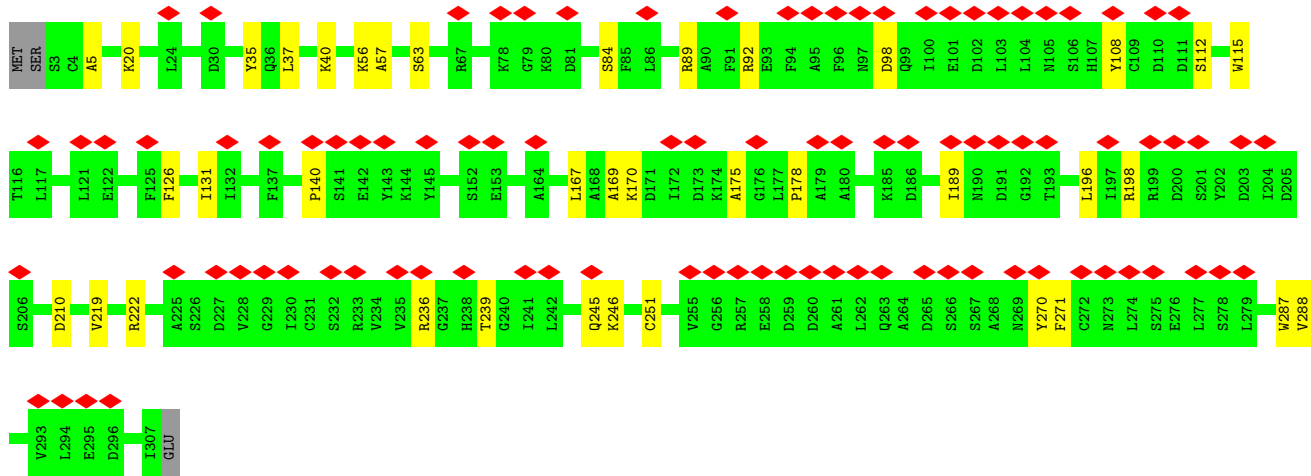 MET SER S3 C4 A5 K20 L24 D30 Y35 Q36 L37 K40 K56 A57 S63 R67 K78 G79 K80 D81 S84 F85 L86 R89 A90 F91 R92 E93 F94 A95 F96 N97 D98 Q99 I100 E101 D102 L103 L104 N105 S106 H107 Y108 C109 D110 D111 S112 W115
T116 L117 L121 E122 F125 F126 I131 I132 F137 P140 S141 E142 Y143 K144 Y145 S152 E153 A164 L167 A168 A169 K170 D171 I172 D173 K174 A175 G176 L177 P178 A179 A180 K185 D186 I189 N190 D191 G192 T193 L196 I197 R198 R199 D200 S201 Y202 D203 I204 D205
S206 D210 V219 R222 A225 S226 D227 V228 G229 I230 C231 S232 R233 V234 V235 R236 G237 H238 T239 G240 I241 L242 Q245 K246 C251 V255 G256 R257 E258 D259 D260 A261 L262 Q263 A264 D265 S266 S267 A268 N269 Y270 F271 C272 N273 L274 S275 E276 L277 S278 L279 W287 V288
V293 L294 E295 D296 I307 GLU